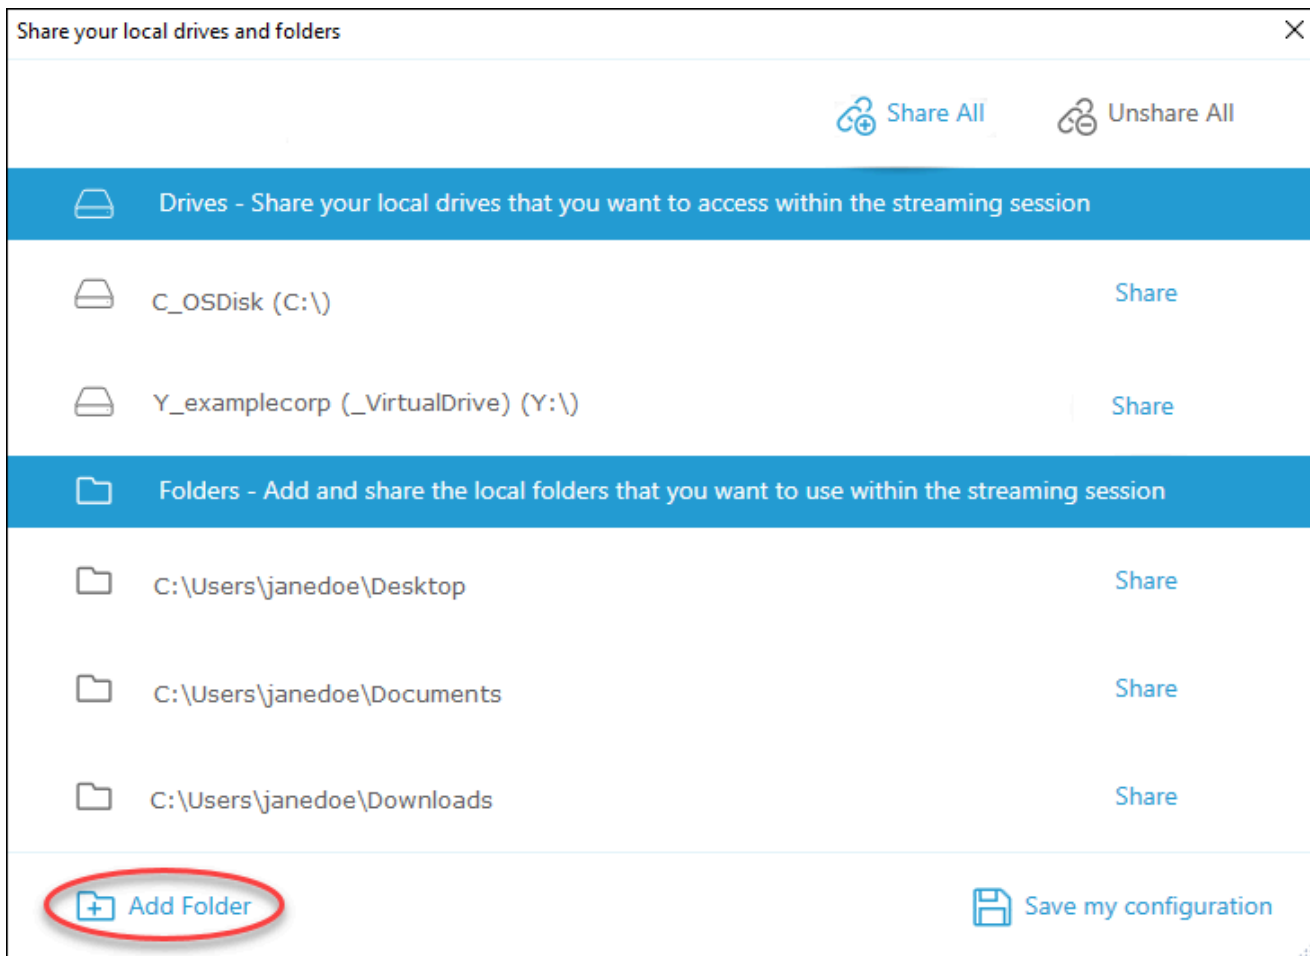 Share your local drives and folders
Share All
Unshare All
Drives - Share your local drives that you want to access within the streaming session
C_OSDisk (C:\)
Share
Y_examplecorp (_VirtualDrive) (Y:\)
Share
Folders - Add and share the local folders that you want to use within the streaming session
C:\Users\janedoe\Desktop
Share
C:\Users\janedoe\Documents
Share
C:\Users\janedoe\Downloads
Share
Add Folder
Save my configuration